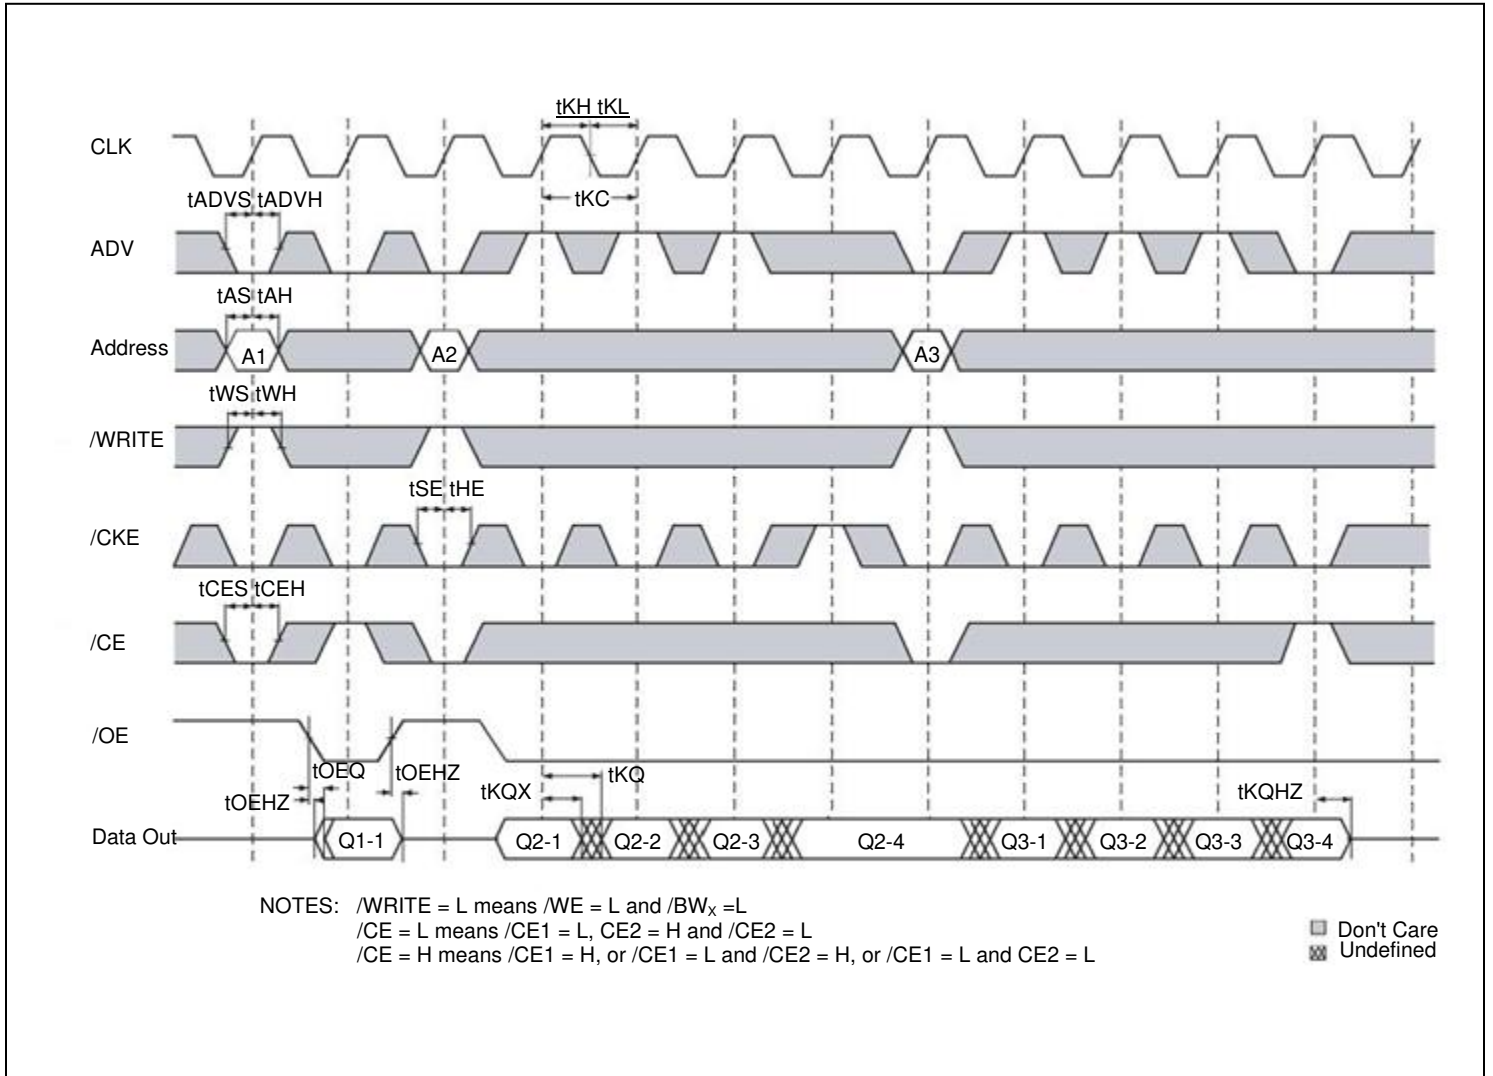 tKH tKL
CLK
tKC
tADVS tADVH
ADV
tAS tAH
Address
A1
A2
A3
tWS tWH
/WRITE
tSE tHE
/CKE
tCES tCEH
/CE
/OE
tOEQ
tOEHZ
tKQ
tKQX
tOEHZ
tKQHZ
Data Out
Q1-1
Q2-1
Q2-2
Q2-3
Q2-4
Q3-1
Q3-2
Q3-3
Q3-4
NOTES: /WRITE = L means /WE = L and /BWX =L
/CE = L means /CE1 = L, CE2 = H and /CE2 = L
/CE = H means /CE1 = H, or /CE1 = L and /CE2 = H, or /CE1 = L and CE2 = L
Don't Care
Undefined